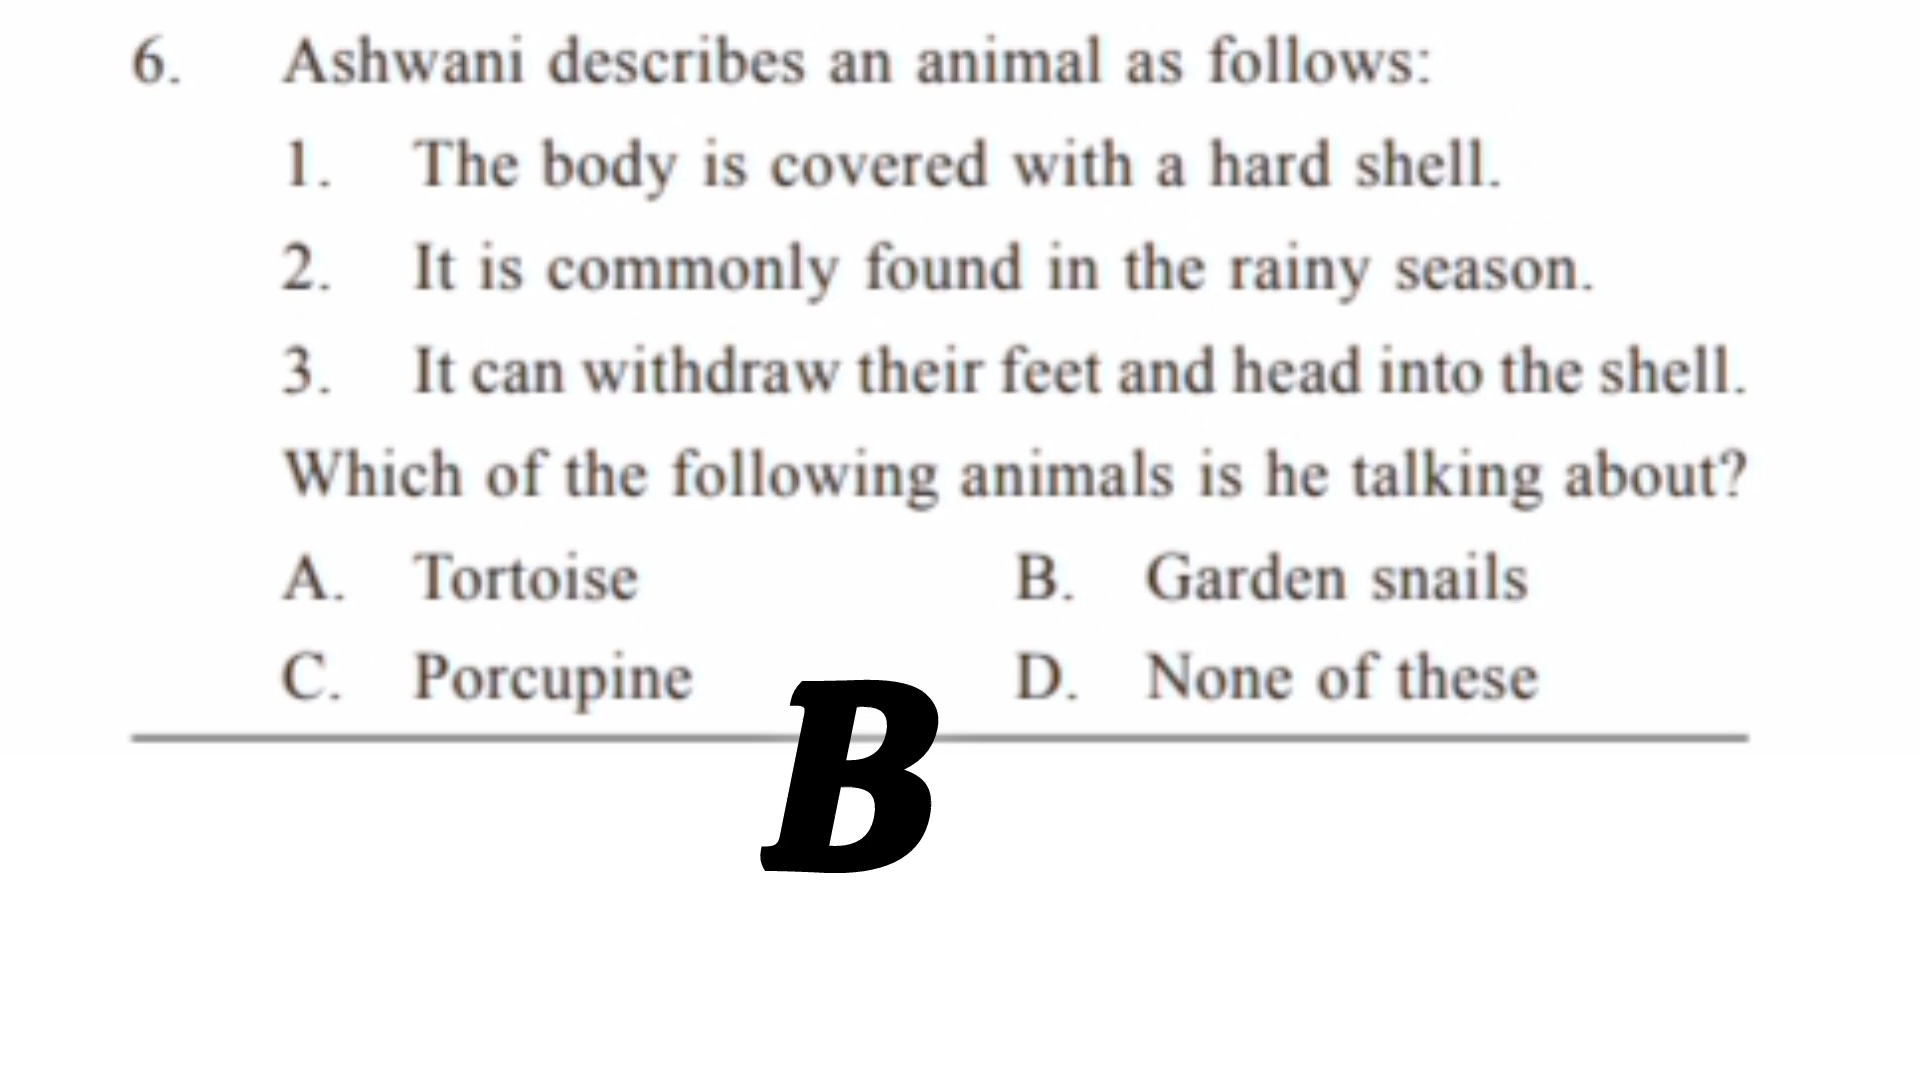 6. Ashwani describes an animal as follows:
1. The body is covered with a hard shell.
2. It is commonly found in the rainy season.
3. It can withdraw their feet and head into the shell.
Which of the following animals is he talking about?
A. Tortoise B. Garden snails
C. Porcupine D. None of these
B